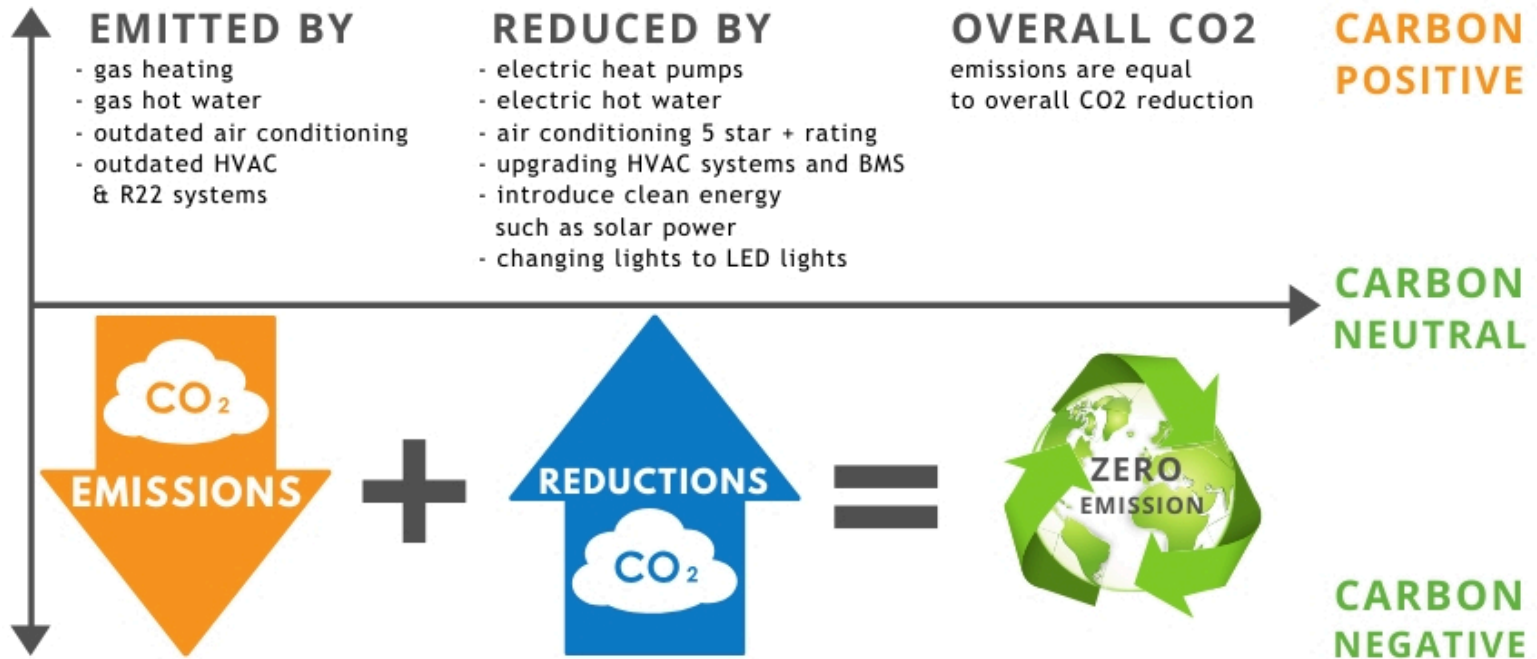 EMITTED BY
- gas heating
- gas hot water
- outdated air conditioning
- outdated HVAC
& R22 systems
REDUCED BY
- electric heat pumps
- electric hot water
- air conditioning 5 star + rating
- upgrading HVAC systems and BMS
- introduce clean energy
such as solar power
- changing lights to LED lights
OVERALL CO2
emissions are equal
to overall CO2 reduction
CARBON
POSITIVE
CARBON
NEUTRAL
CO₂
EMISSIONS
+
REDUCTIONS
CO₂
=
ZERO
EMISSION
CARBON
NEGATIVE